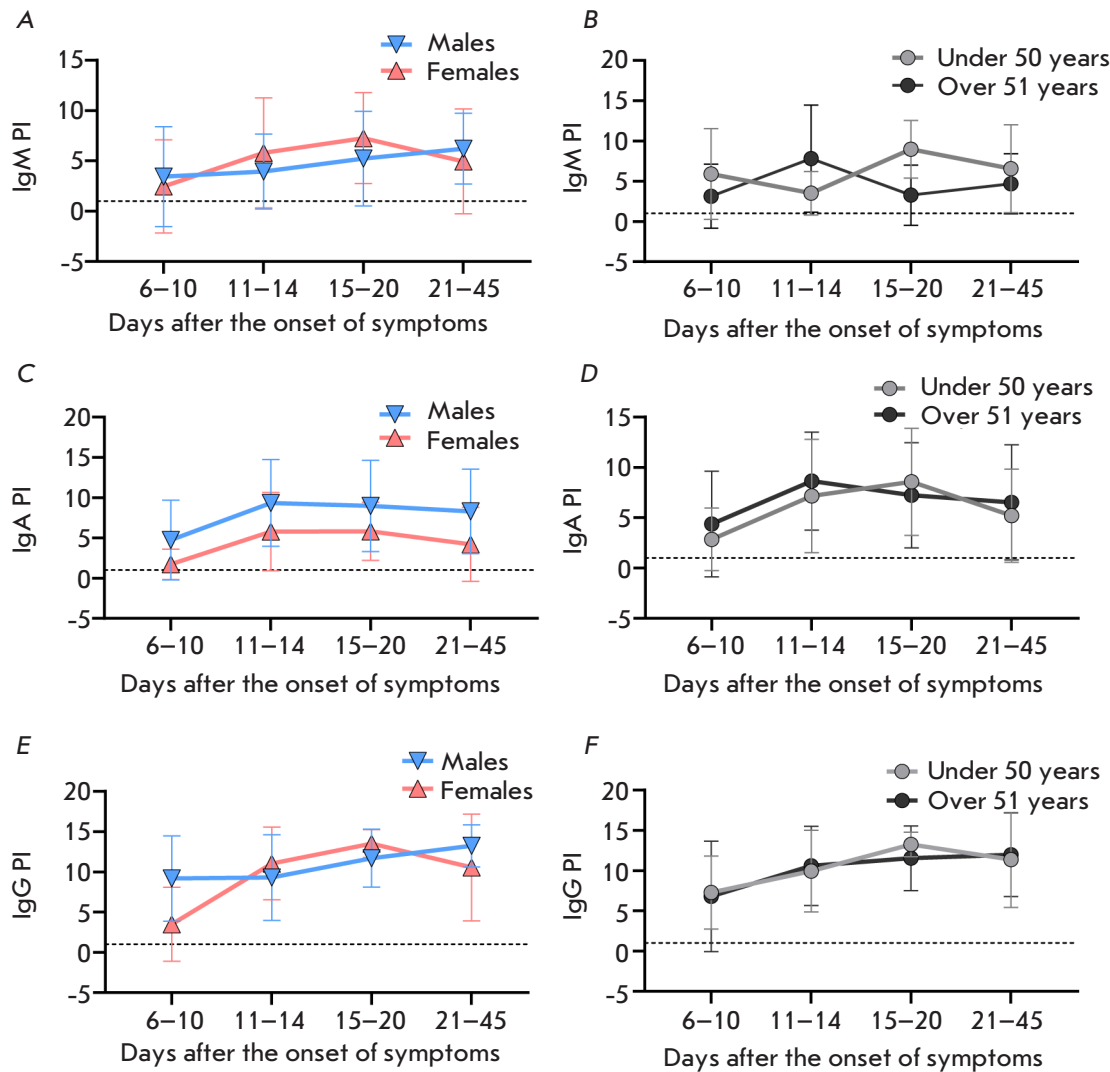 A
Males
Females
15
10
5
0
–5
IgM PI
6–10 11–14 15–20 21–45
Days after the onset of symptoms
B
Under 50 years
Over 51 years
20
15
10
5
0
–5
IgM PI
6–10 11–14 15–20 21–45
Days after the onset of symptoms
C
Males
Females
20
15
10
5
0
–5
IgA PI
6–10 11–14 15–20 21–45
Days after the onset of symptoms
D
Under 50 years
Over 51 years
15
10
5
0
–5
IgA PI
6–10 11–14 15–20 21–45
Days after the onset of symptoms
E
Males
Females
20
15
10
5
0
–5
IgG PI
6–10 11–14 15–20 21–45
Days after the onset of symptoms
F
Under 50 years
Over 51 years
20
15
10
5
0
–5
IgG PI
6–10 11–14 15–20 21–45
Days after the onset of symptoms